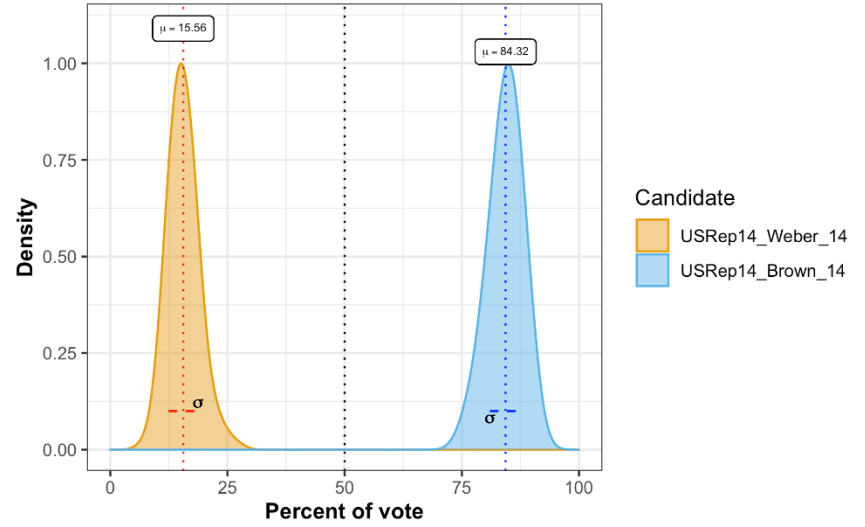 μ = 15.56
μ = 84.32
1.00
0.75
0.50
0.25
0.00
Density
σ
σ
0
25
50
75
100
Percent of vote
Candidate
USRep14_Weber_14
USRep14_Brown_14